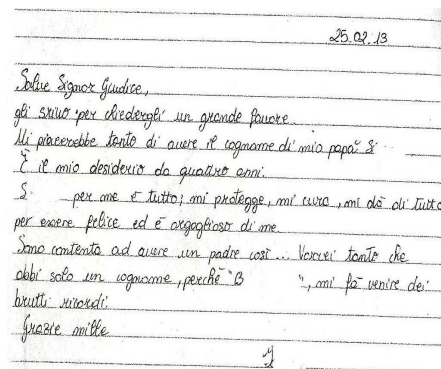 25.02.13
Salve Signor Giudice,
gli scrivo per chiedergli un grande favore.
Mi piacerebbe tanto di avere il cognome di mio papà S
È il mio desiderio da quattro anni.
S per me è tutto; mi protegge, mi cura, mi dà di tutto
per essere felice ed è orgoglioso di me.
Sono contenta ad avere un padre così... Vorrei tanto che
abbi solo un cognome, perché "B ", mi fà venire dei
brutti ricordi.
Grazie mille